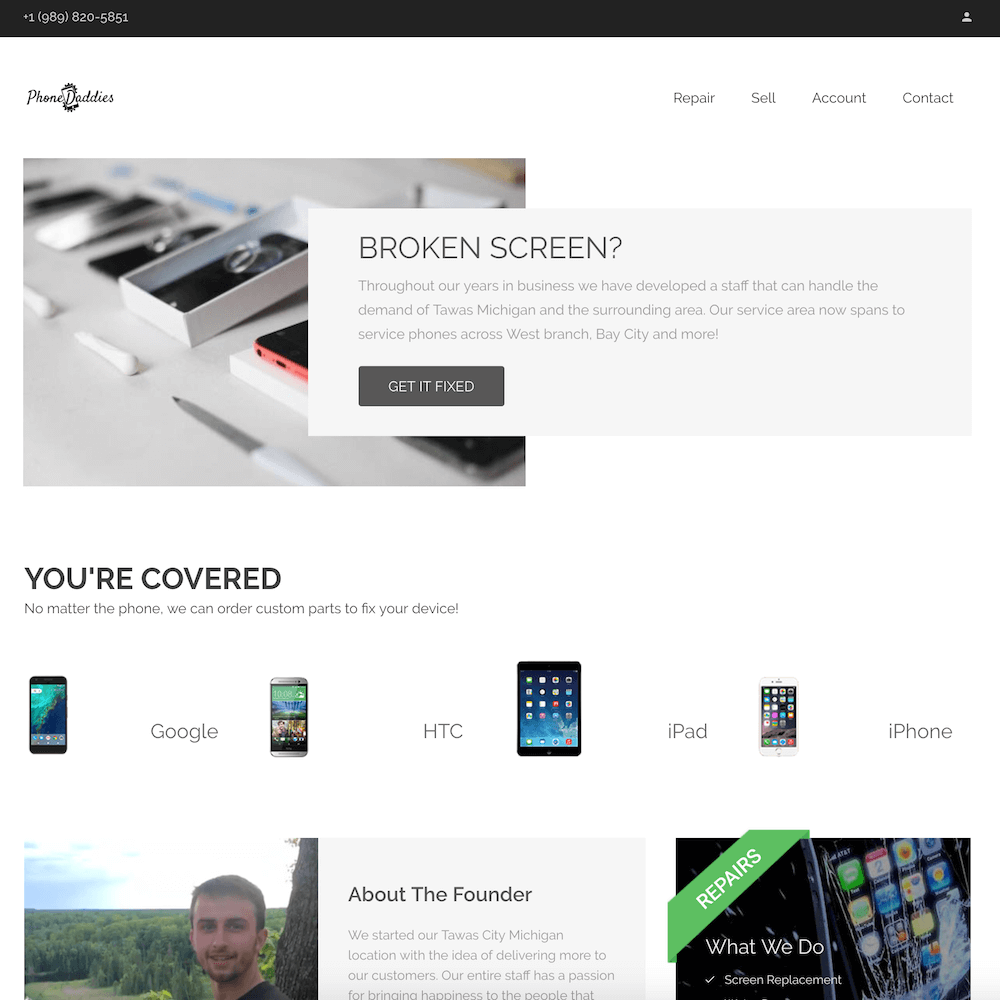 +1 (989) 820-5851
PhoneDaddies
Repair
Sell
Account
Contact
BROKEN SCREEN?
Throughout our years in business we have developed a staff that can handle the
demand of Tawas Michigan and the surrounding area. Our service area now spans to
service phones across West branch, Bay City and more!
GET IT FIXED
YOU'RE COVERED
No matter the phone, we can order custom parts to fix your device!
Google
HTC
iPad
iPhone
About The Founder
We started our Tawas City Michigan
location with the idea of delivering more to
our customers. Our entire staff has a passion
for bringing happiness to the people that
REPAIRS
What We Do
Screen Replacement